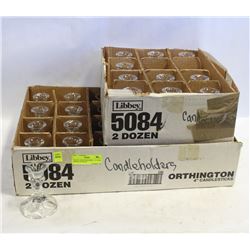 Libbey
5084
2 DOZEN
Candleholders
Libbey
5084
2 DOZEN
Candleholders
ORTHINGTON
4" CANDLESTICKS